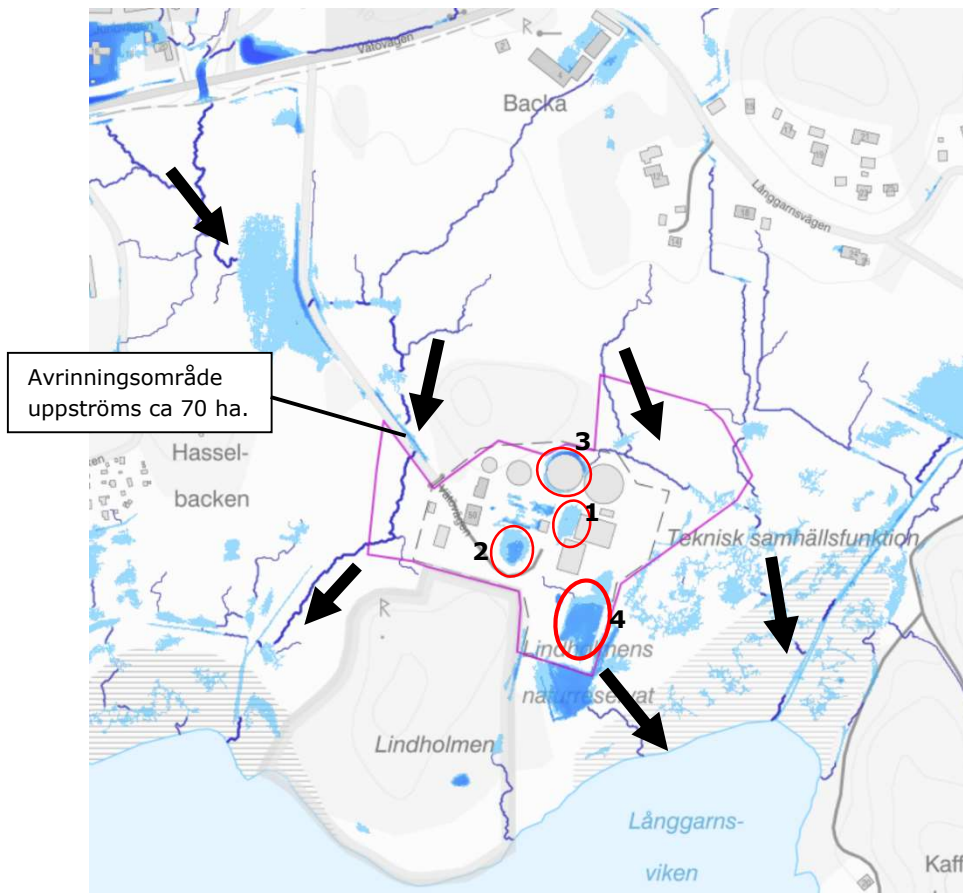 Vätövägen
Backa
Långgarnsvägen
Avrinningsområde
uppströms ca 70 ha.
Hassel-
backen
3
1
Vätövägen
2
Teknisk samhällsfunktion
4
Lindholmens
naturreservat
Lindholmen
Långgarns-
viken
Kaff